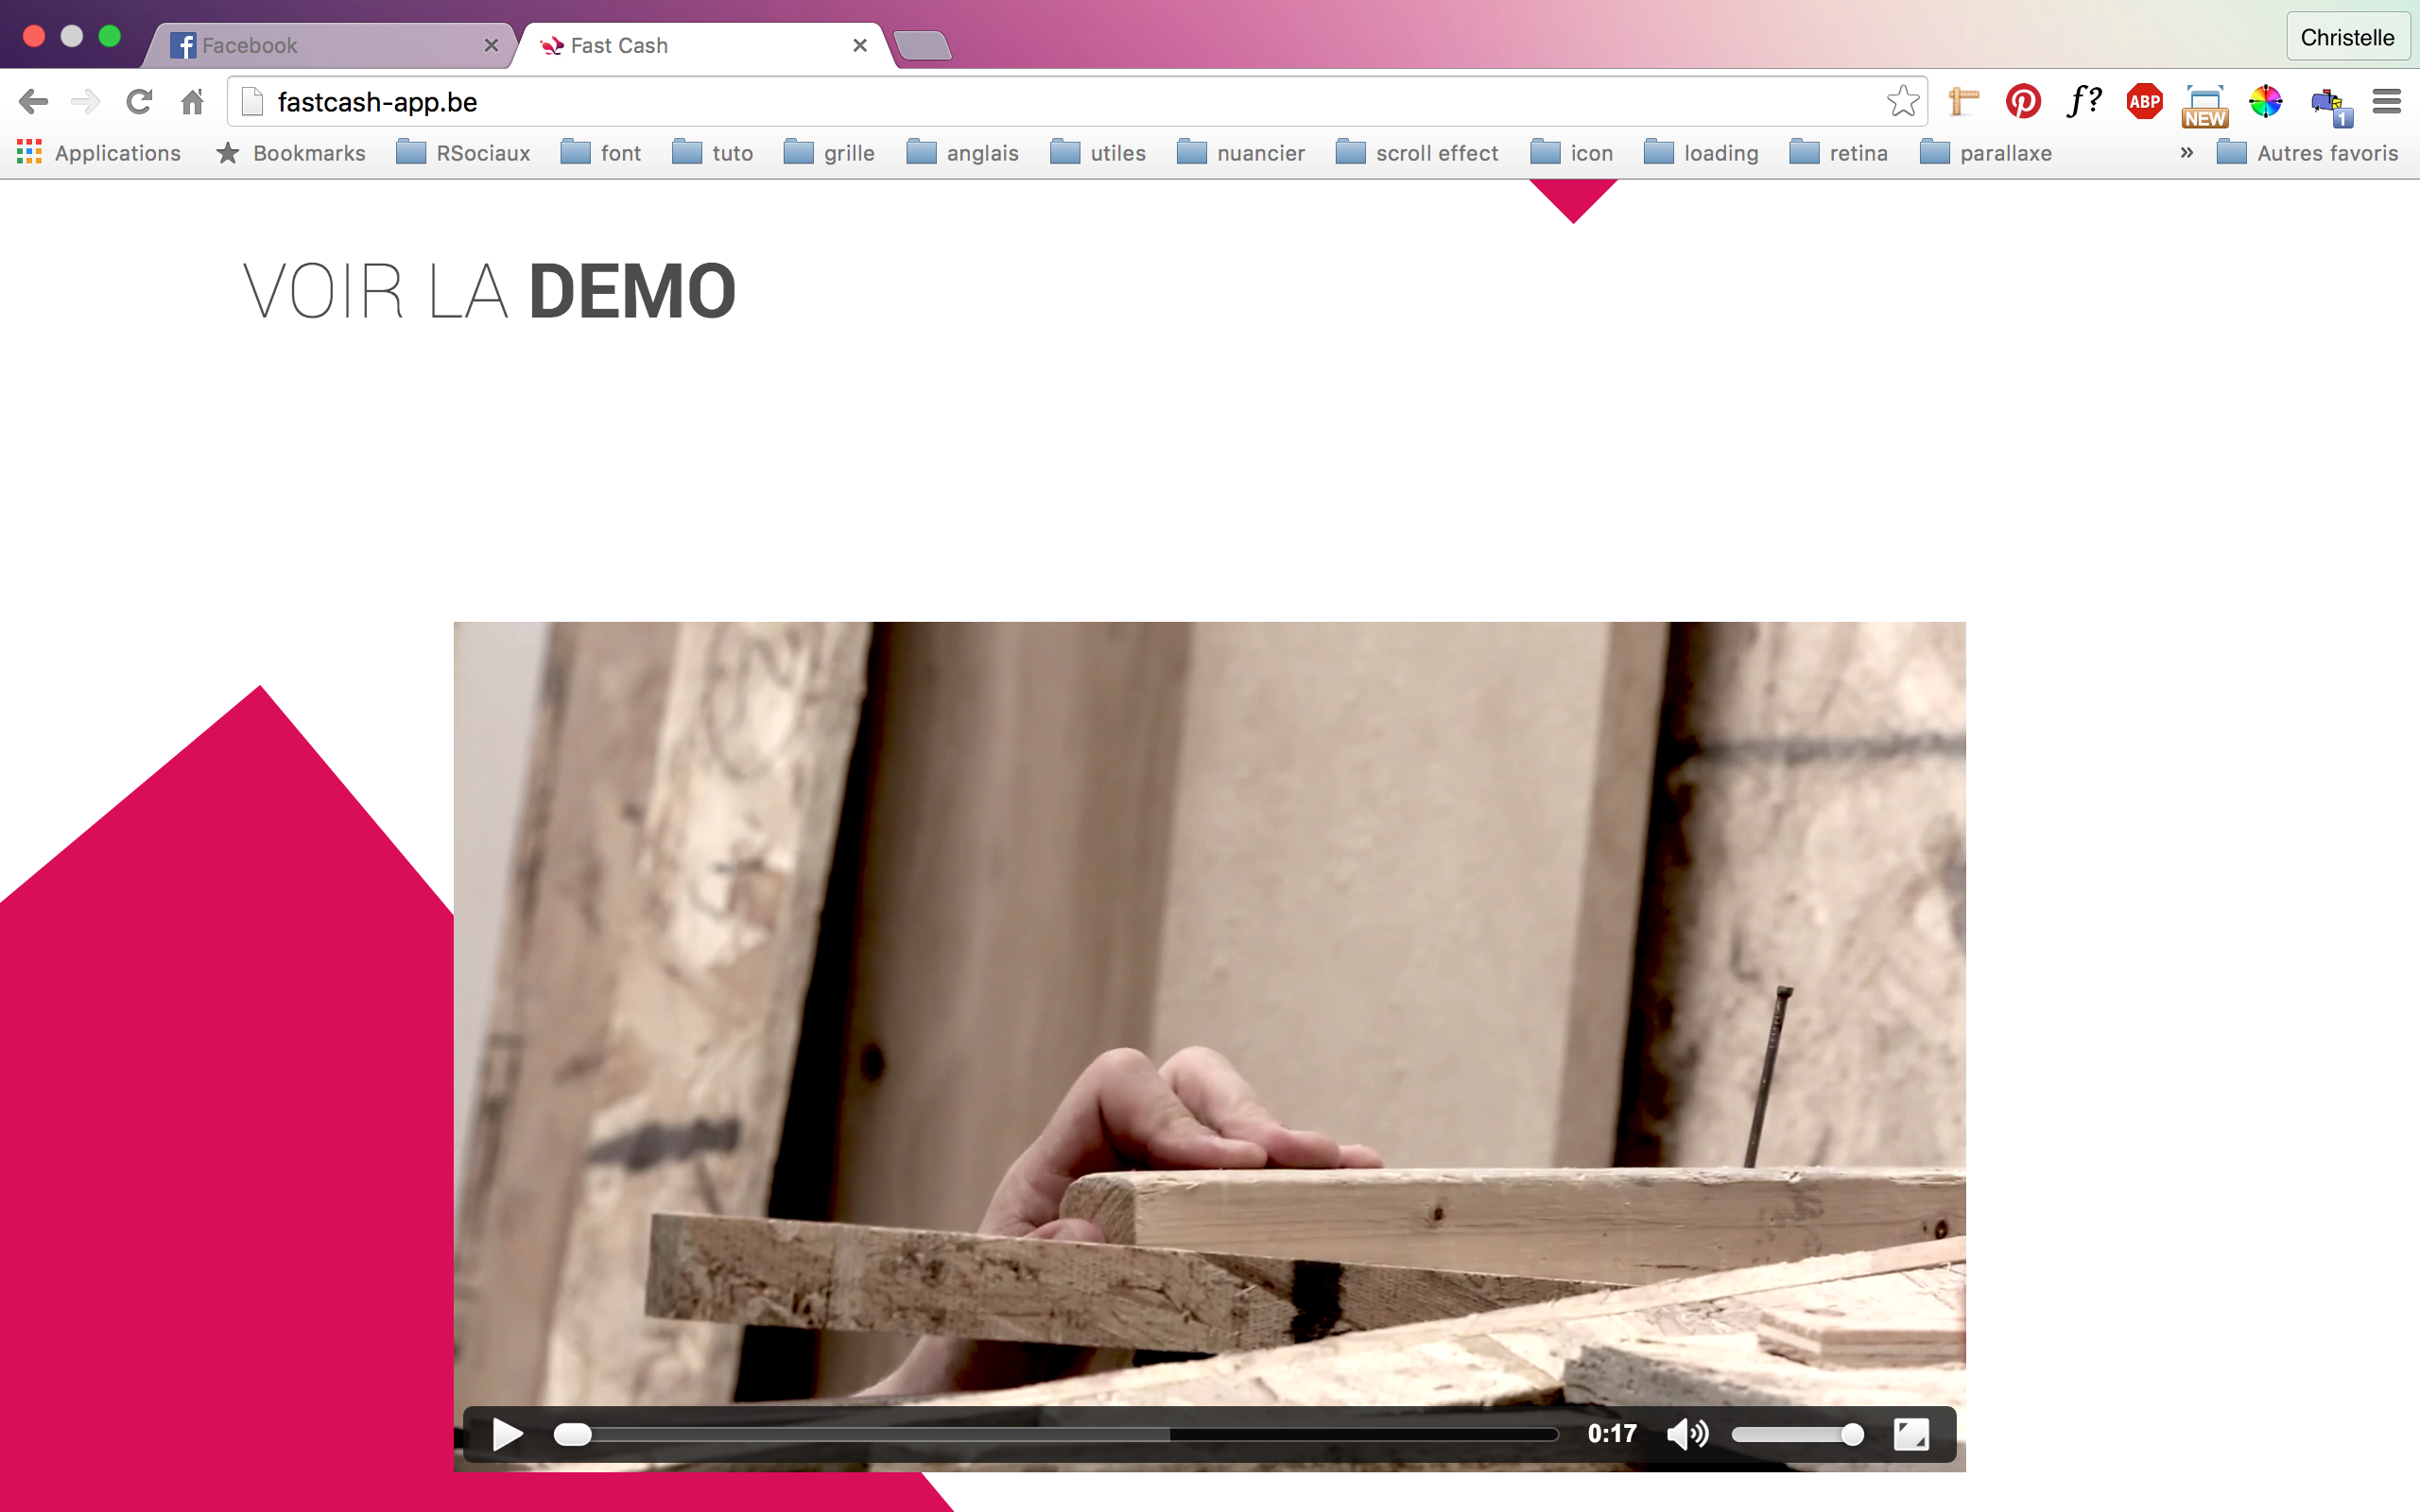 Facebook
Fast Cash
Christelle
fastcash-app.be
f?
ABP
NEW
1
Applications
Bookmarks
RSociaux
font
tuto
grille
anglais
utiles
nuancier
scroll effect
icon
loading
retina
parallaxe
»
Autres favoris
VOIR LA DEMO
0:17